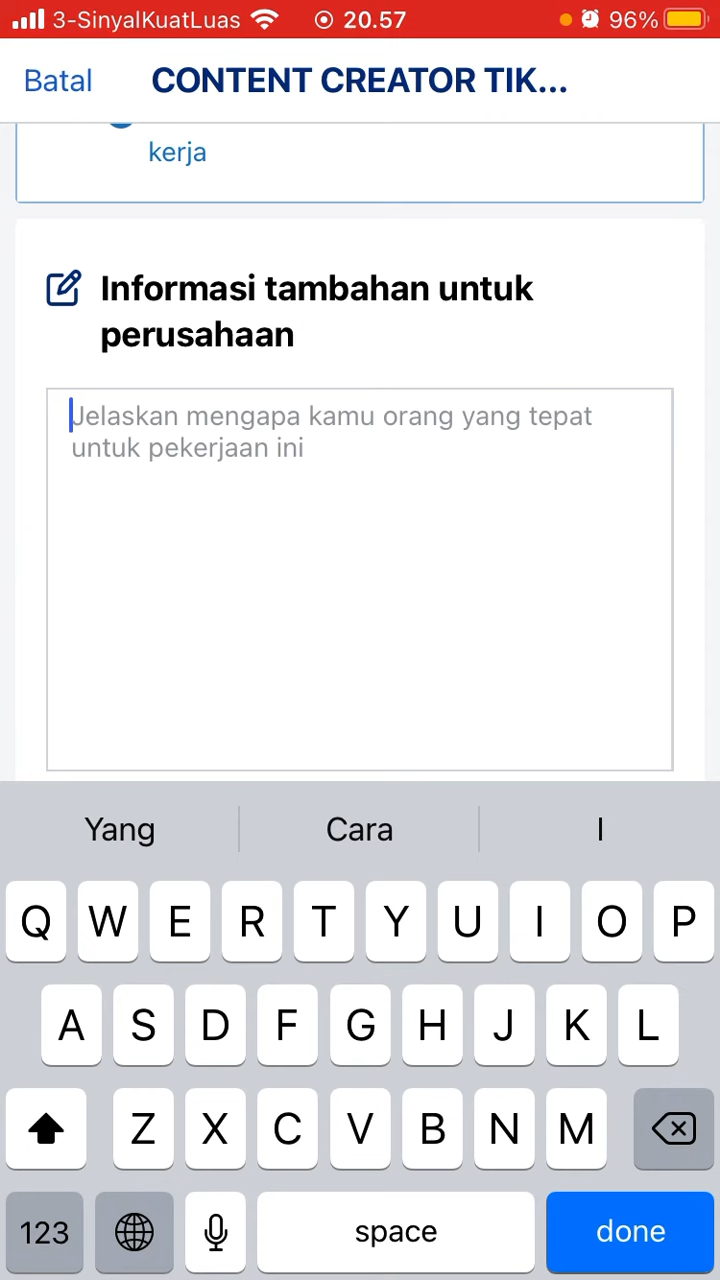 3-SinyalKuatLuas 20.57 96%
Batal CONTENT CREATOR TIK...
kerja
Informasi tambahan untuk
perusahaan
Jelaskan mengapa kamu orang yang tepat
untuk pekerjaan ini
Yang Cara I
Q W E R T Y U I O P
A S D F G H J K L
Z X C V B N M
123 space done